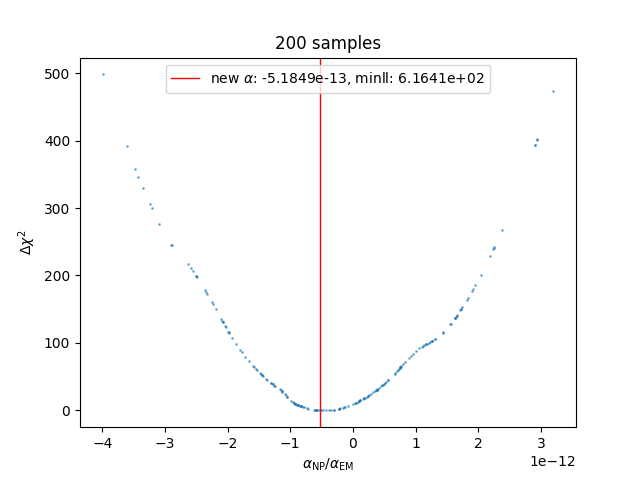 200 samples
new α: -5.1849e-13, minll: 6.1641e+02
Δχ²
500
400
300
200
100
0
−4 −3 −2 −1 0 1 2 3
1e−12
α_NP/α_EM